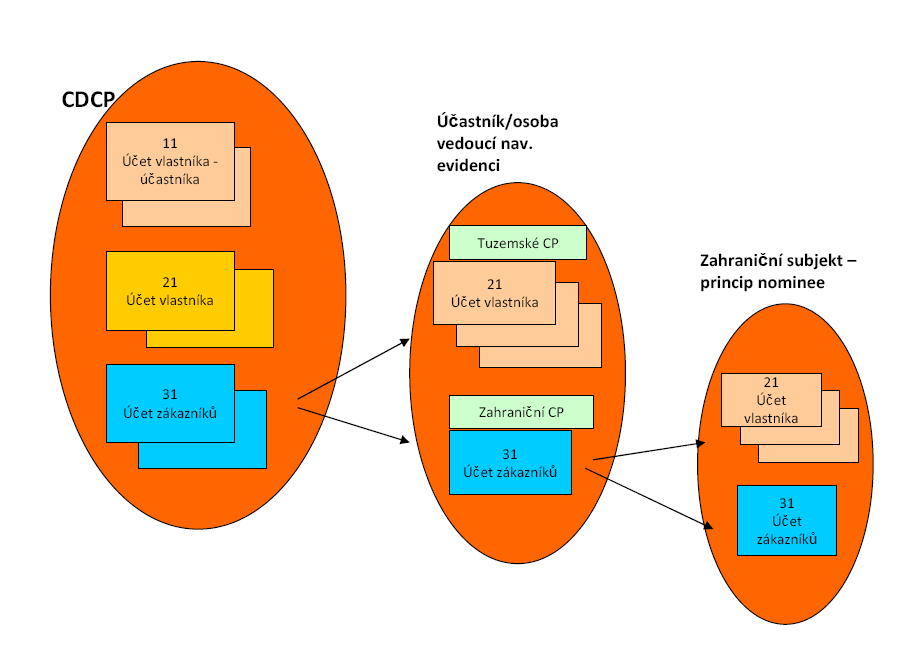 CDCP
11
Účet vlastníka -
účastníka
21
Účet vlastníka
31
Účet zákazníků
Účastník/osoba
vedoucí nav.
evidenci
Tuzemské CP
21
Účet vlastníka
Zahraniční CP
31
Účet zákazníků
Zahraniční subjekt –
princip nominee
21
Účet
vlastníka
31
Účet
zákazníků